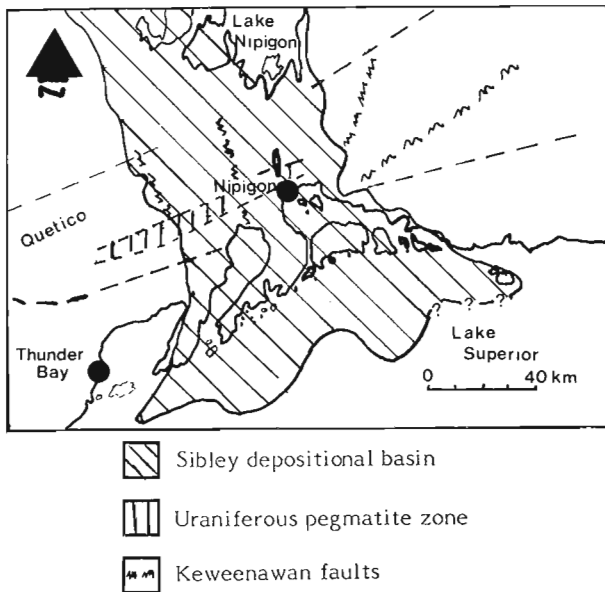 Lake
Nipigon
N
Nipigon
Quetico
? ? ?
Thunder
Bay
Lake
Superior
0 40 km
Sibley depositional basin
Uraniferous pegmatite zone
Keweenawan faults